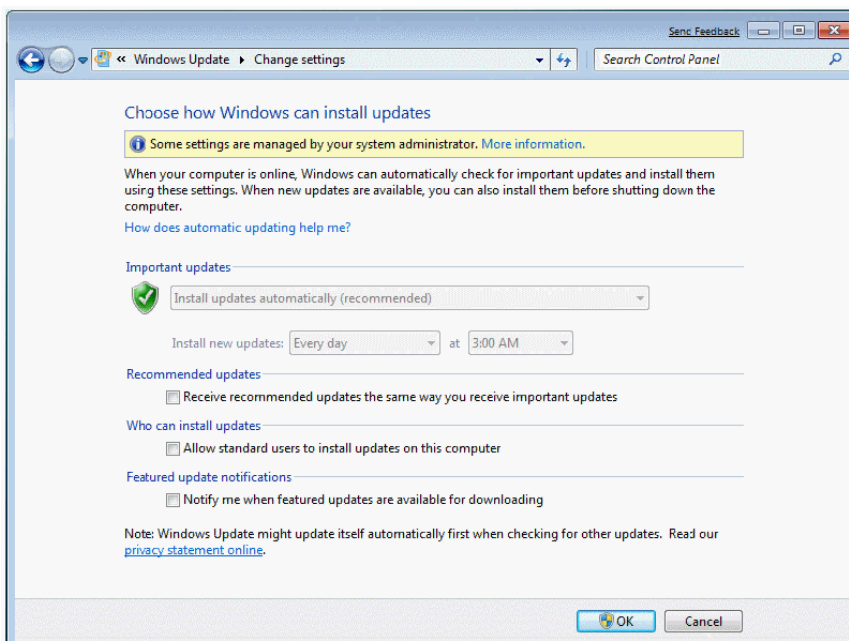 Send Feedback
« Windows Update ▸ Change settings
Search Control Panel
Choose how Windows can install updates
Some settings are managed by your system administrator. More information.
When your computer is online, Windows can automatically check for important updates and install them
using these settings. When new updates are available, you can also install them before shutting down the
computer.
How does automatic updating help me?
Important updates
Install updates automatically (recommended)
Install new updates: Every day at 3:00 AM
Recommended updates
Receive recommended updates the same way you receive important updates
Who can install updates
Allow standard users to install updates on this computer
Featured update notifications
Notify me when featured updates are available for downloading
Note: Windows Update might update itself automatically first when checking for other updates. Read our
privacy statement online.
OK Cancel